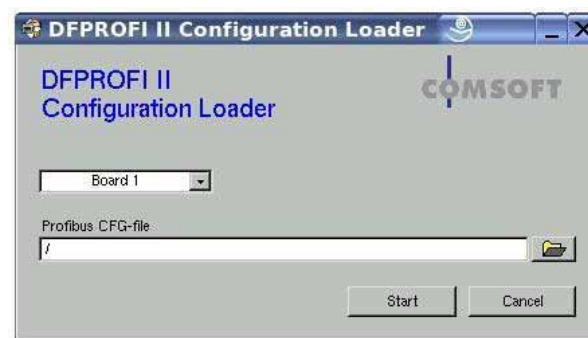 DFPROFI II Configuration Loader
DFPROFI II
Configuration Loader
COMSOFT
Board 1
Profibus CFG-file
/
Start
Cancel